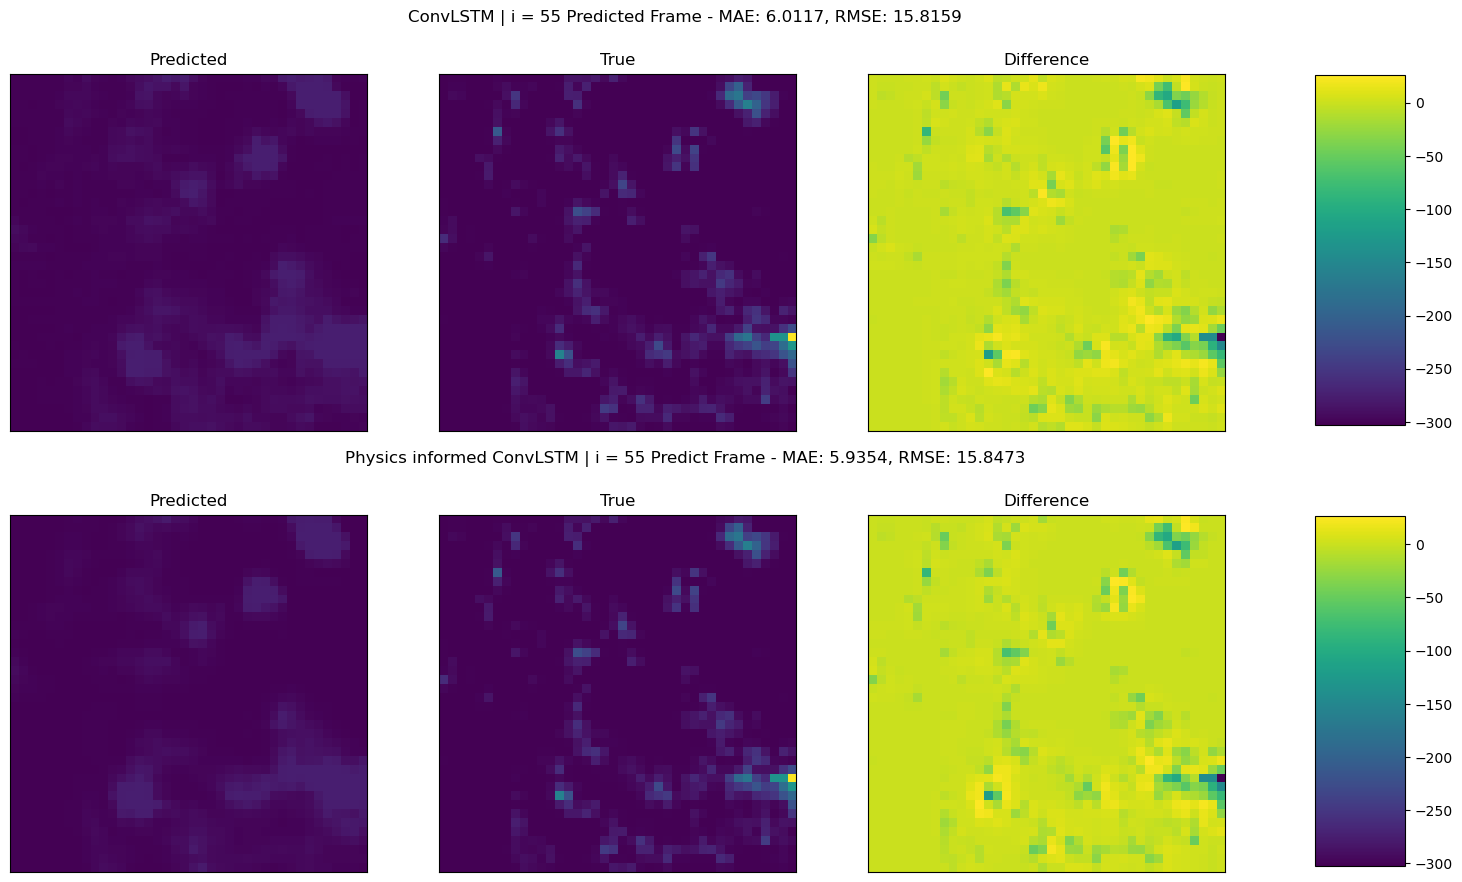 ConvLSTM | i = 55 Predicted Frame - MAE: 6.0117, RMSE: 15.8159
Predicted
True
Difference
0
−50
−100
−150
−200
−250
−300
Physics informed ConvLSTM | i = 55 Predict Frame - MAE: 5.9354, RMSE: 15.8473
Predicted
True
Difference
0
−50
−100
−150
−200
−250
−300